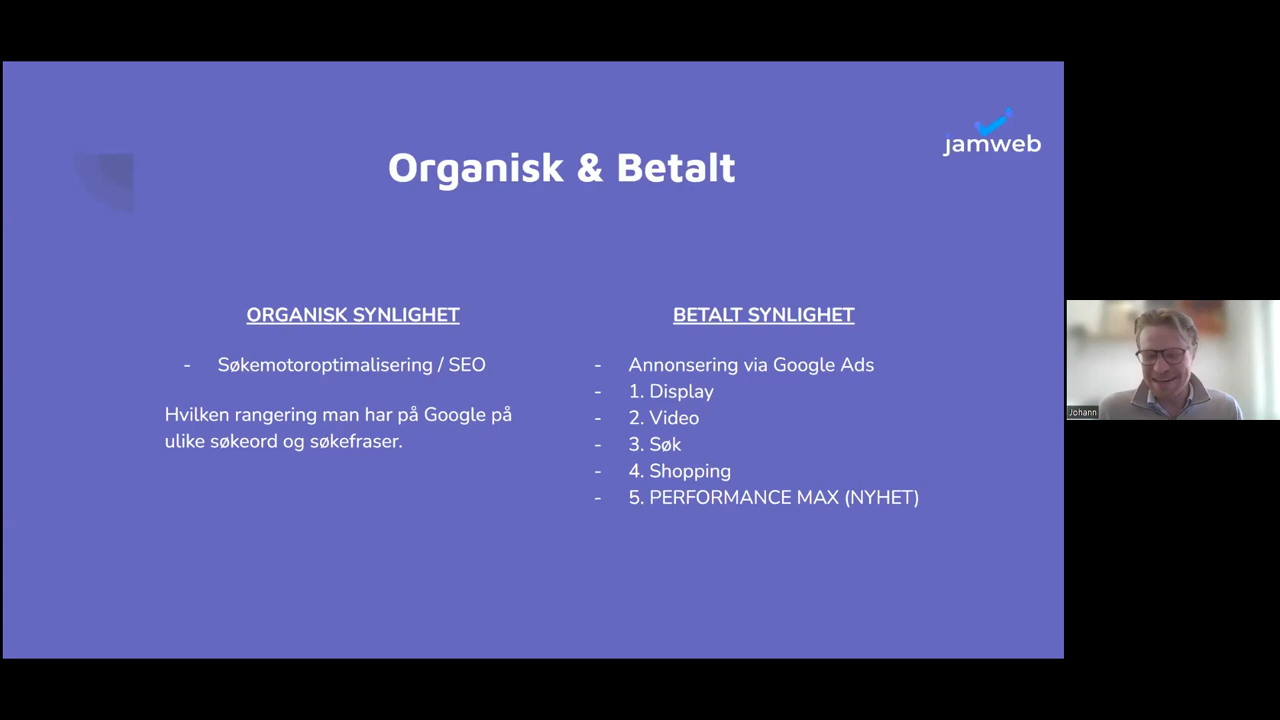 jamweb
Organisk & Betalt
ORGANISK SYNLIGHET
- Søkemotoroptimalisering / SEO
Hvilken rangering man har på Google på
ulike søkeord og søkefraser.
BETALT SYNLIGHET
- Annonsering via Google Ads
- 1. Display
- 2. Video
- 3. Søk
- 4. Shopping
- 5. PERFORMANCE MAX (NYHET)
Johann